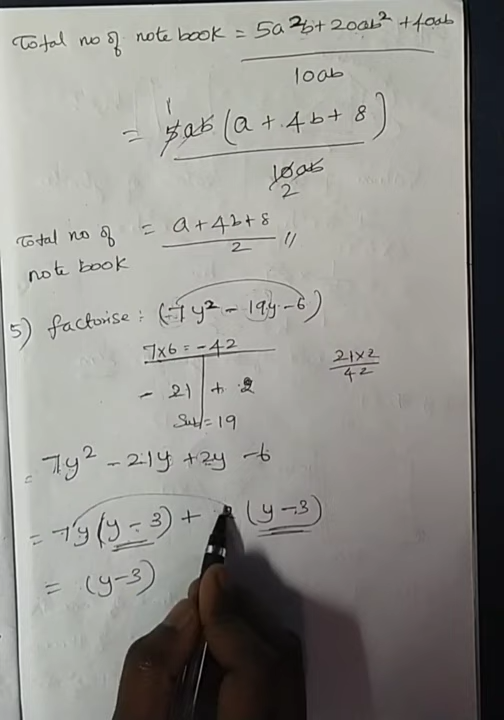 Total no of note book = 5a²b + 20ab² + 40ab
10ab
= 5ab (a + 4b + 8)
1
10ab
2
Total no of note book = a + 4b + 8
2 //
5) factorise: (7y² - 19y - 6)
7x6 = -42
21x2
42
- 21 + 2
Sub = 19
= 7y² - 21y + 2y - 6
= 7y (y - 3) + (y - 3)
= (y-3)